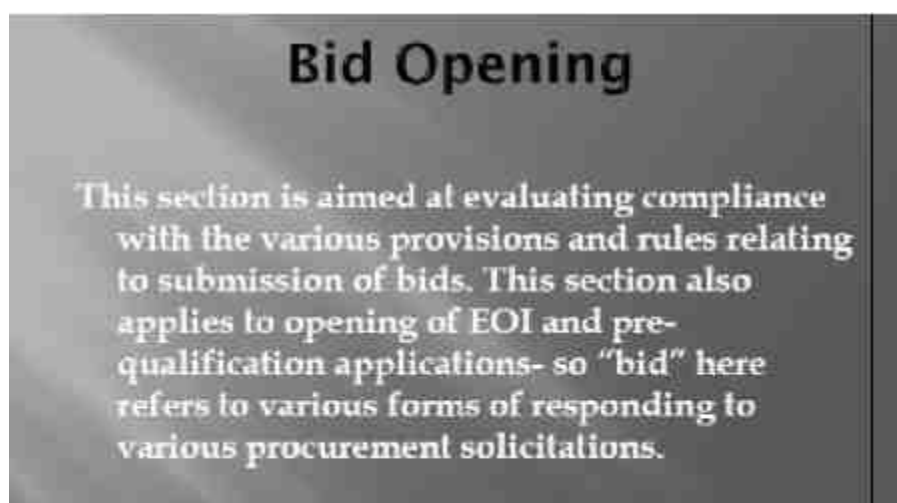 Bid Opening
This section is aimed at evaluating compliance
with the various provisions and rules relating
to submission of bids. This section also
applies to opening of EOI and pre-
qualification applications- so “bid” here
refers to various forms of responding to
various procurement solicitations.